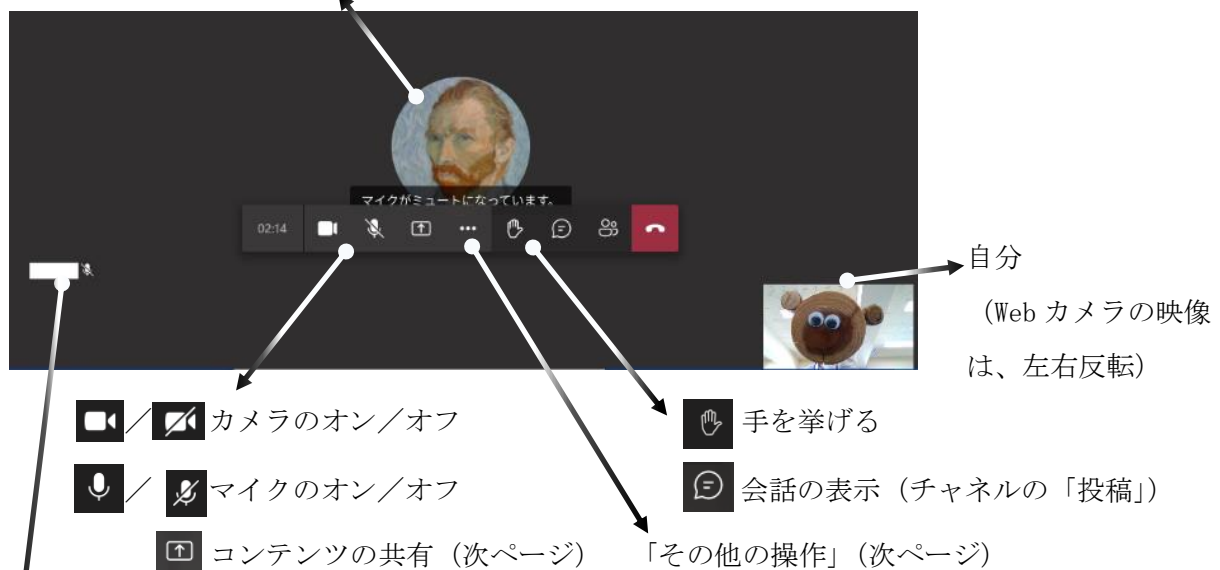 マイクがミュートになっています。
02:14
自分
（Web カメラの映像
は、左右反転）
／ カメラのオン／オフ
手を挙げる
／ マイクのオン／オフ
会話の表示（チャネルの「投稿」）
コンテンツの共有（次ページ）
「その他の操作」（次ページ）